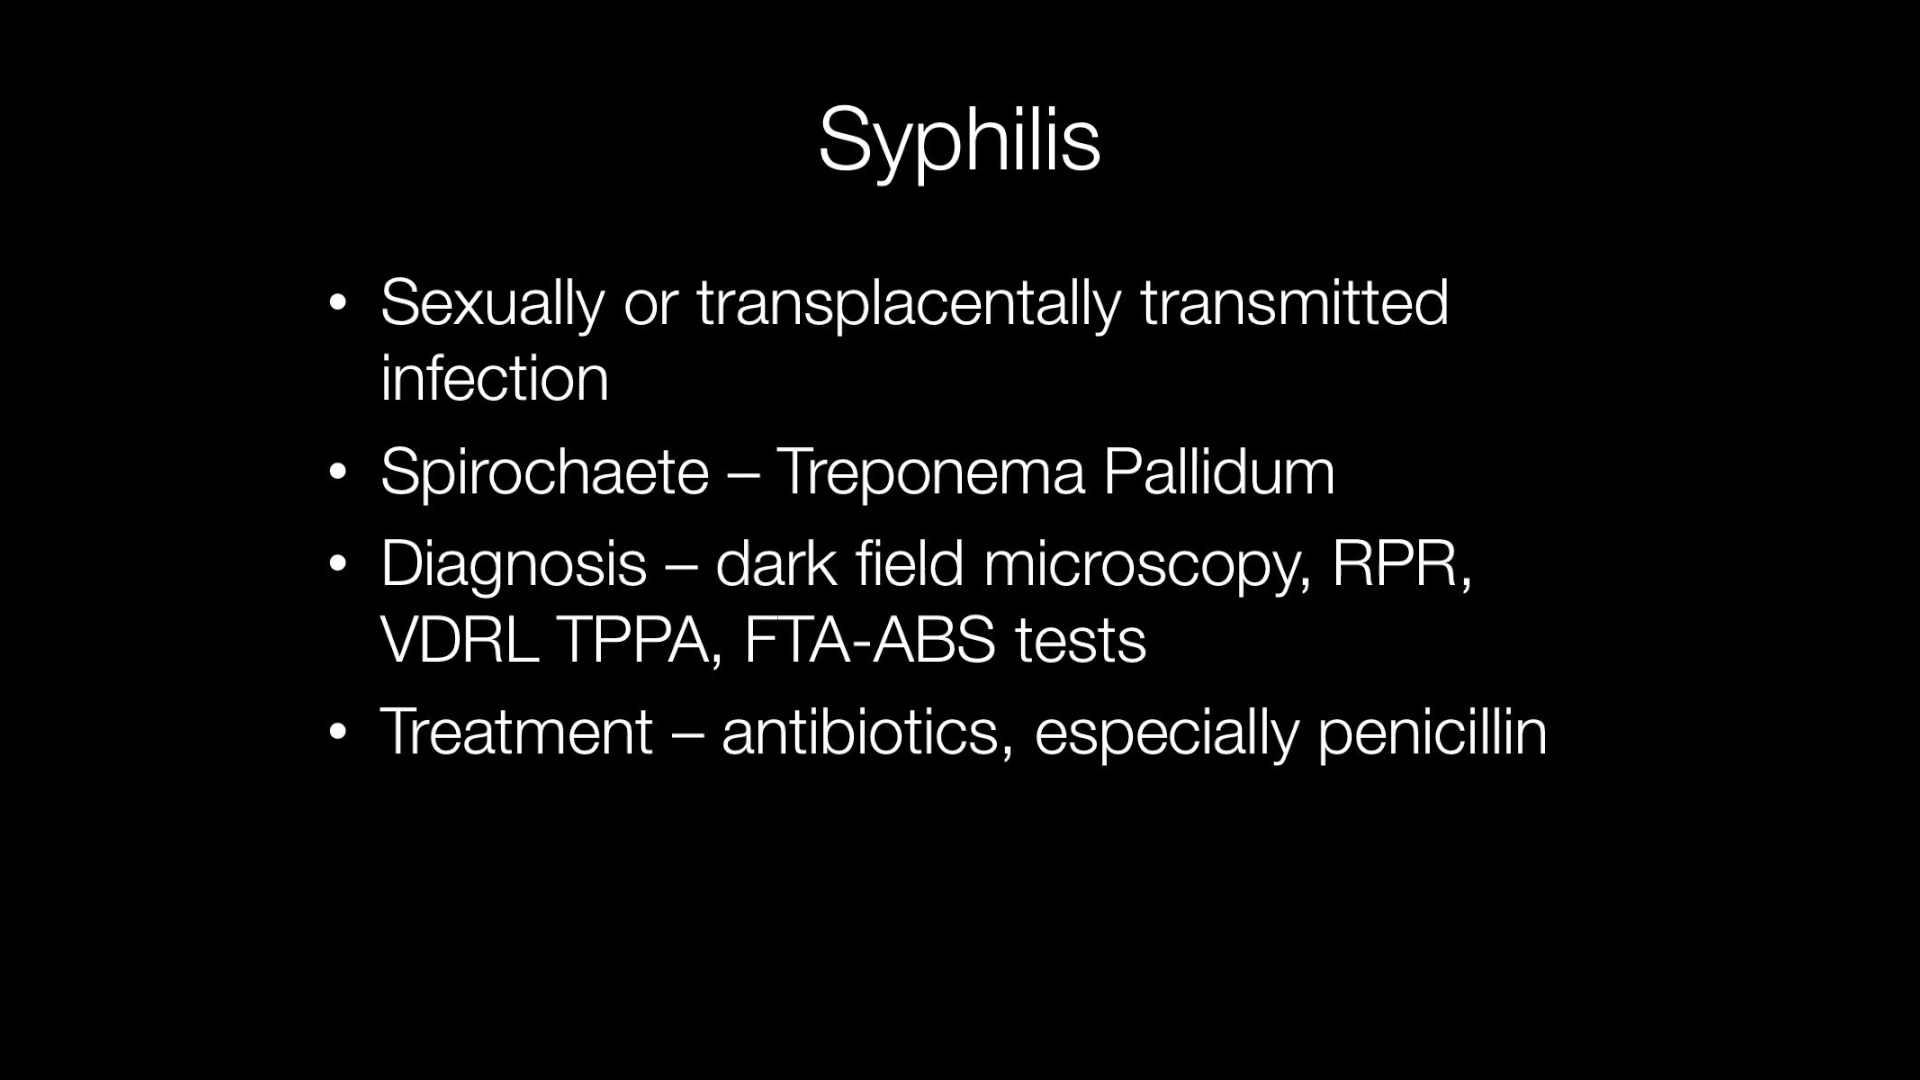 Syphilis
• Sexually or transplacentally transmitted
infection
• Spirochaete – Treponema Pallidum
• Diagnosis – dark field microscopy, RPR,
VDRL TPPA, FTA-ABS tests
• Treatment – antibiotics, especially penicillin